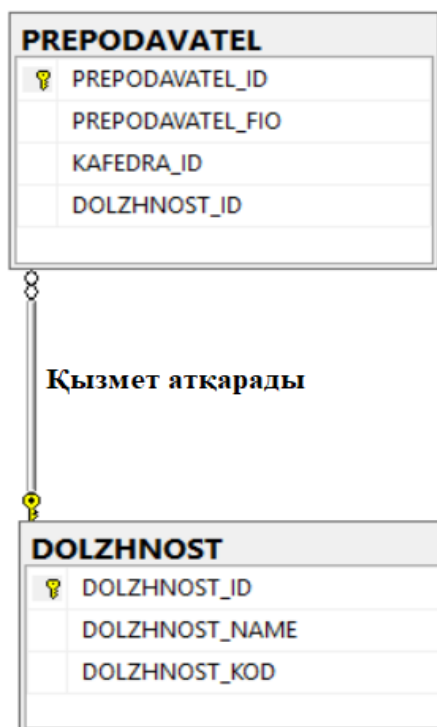 PREPODAVATEL
PREPODAVATEL_ID
PREPODAVATEL_FIO
KAFEDRA_ID
DOLZHNOST_ID
Қызмет атқарады
DOLZHNOST
DOLZHNOST_ID
DOLZHNOST_NAME
DOLZHNOST_KOD